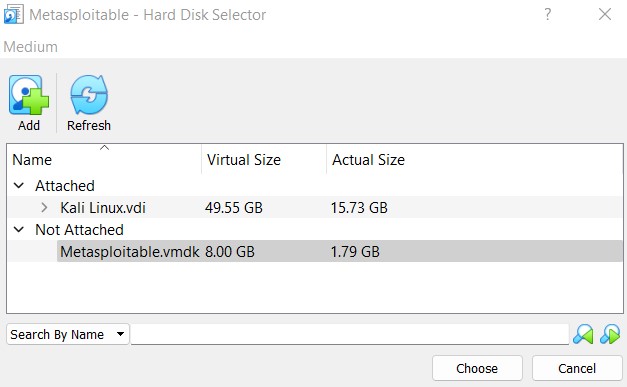 Metasploitable - Hard Disk Selector ?
Medium
Add Refresh
Name Virtual Size Actual Size
Attached
Kali Linux.vdi 49.55 GB 15.73 GB
Not Attached
Metasploitable.vmdk 8.00 GB 1.79 GB
Search By Name
Choose Cancel